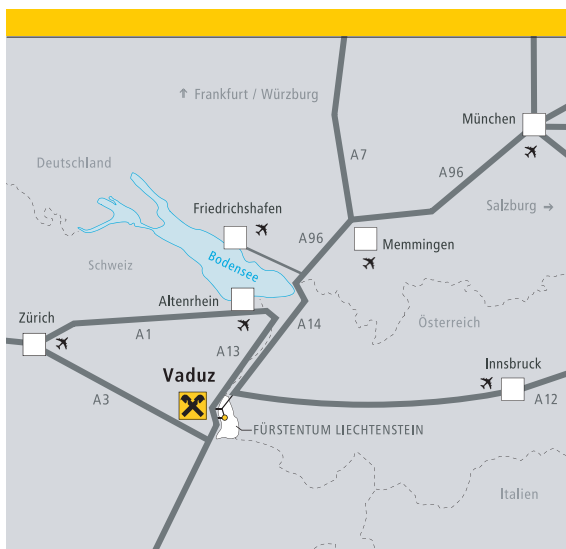 ↑ Frankfurt / Würzburg
München
A7
Deutschland
A96
Friedrichshafen
Salzburg →
A96
Memmingen
Bodensee
Schweiz
Altenrhein
Zürich
A1
A14
Österreich
A13
Vaduz
Innsbruck
A3
A12
FÜRSTENTUM LIECHTENSTEIN
Italien